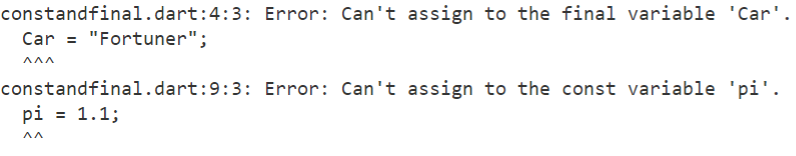 constandfinal.dart:4:3: Error: Can't assign to the final variable 'Car'.
  Car = "Fortuner";
  ^^^
constandfinal.dart:9:3: Error: Can't assign to the const variable 'pi'.
  pi = 1.1;
  ^^